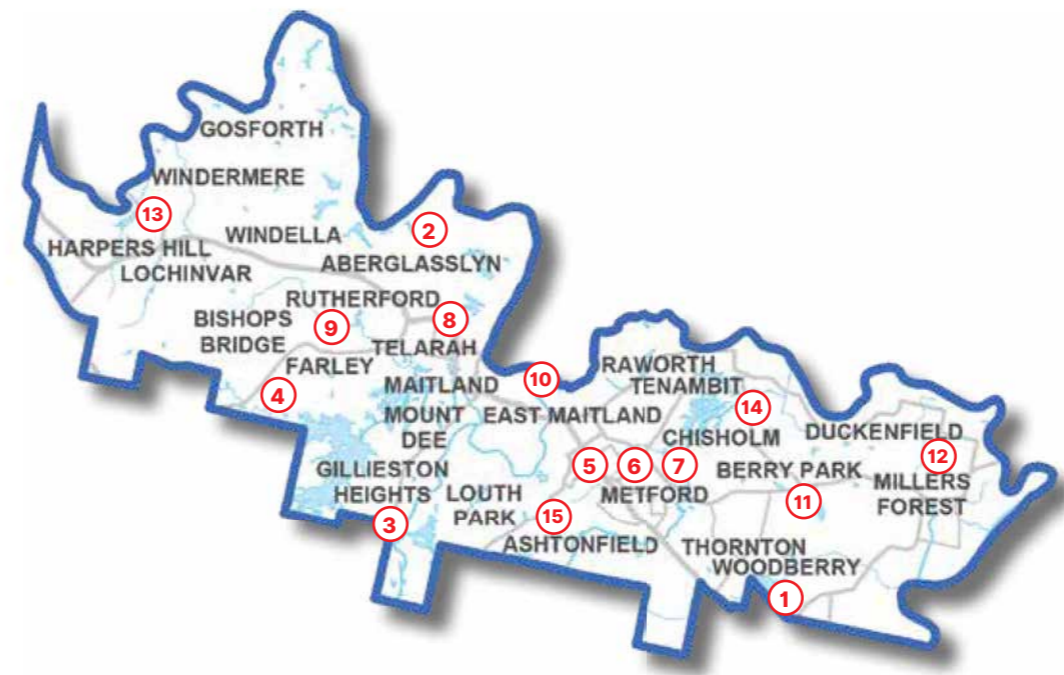 GOSFORTH
WINDERMERE
13
2
WINDELLA
HARPERS HILL
ABERGLASSLYN
LOCHINVAR
RUTHERFORD
BISHOPS
BRIDGE
9
8
TELARAH
FARLEY
RAWORTH
4
MAITLAND
10
TENAMBIT
14
MOUNT
DEE
EAST MAITLAND
CHISHOLM
DUCKENFIELD
GILLIESTON
HEIGHTS
5
6
7
BERRY PARK
12
MILLERS
FOREST
LOUTH
PARK
METFORD
11
3
15
ASHTONFIELD
THORNTON
WOODBERRY
1